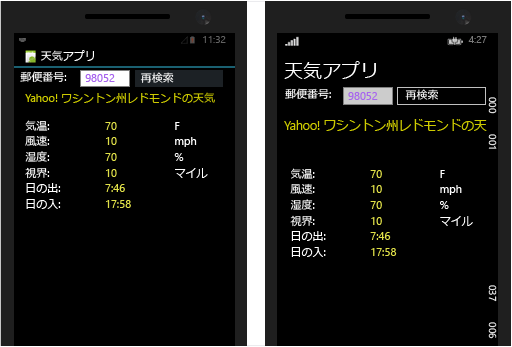 11:32
天気アプリ
郵便番号: 98052 再検索
Yahoo! ワシントン州レドモンドの天気
気温: 70 F
風速: 10 mph
湿度: 70 %
視界: 10 マイル
日の出: 7:46
日の入: 17:58
4:27
天気アプリ
郵便番号: 98052 再検索
Yahoo! ワシントン州レドモンドの天
気温: 70 F
風速: 10 mph
湿度: 70 %
視界: 10 マイル
日の出: 7:46
日の入: 17:58
000
001
037
006